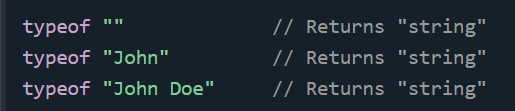 typeof ""             // Returns "string"
typeof "John"         // Returns "string"
typeof "John Doe"     // Returns "string"